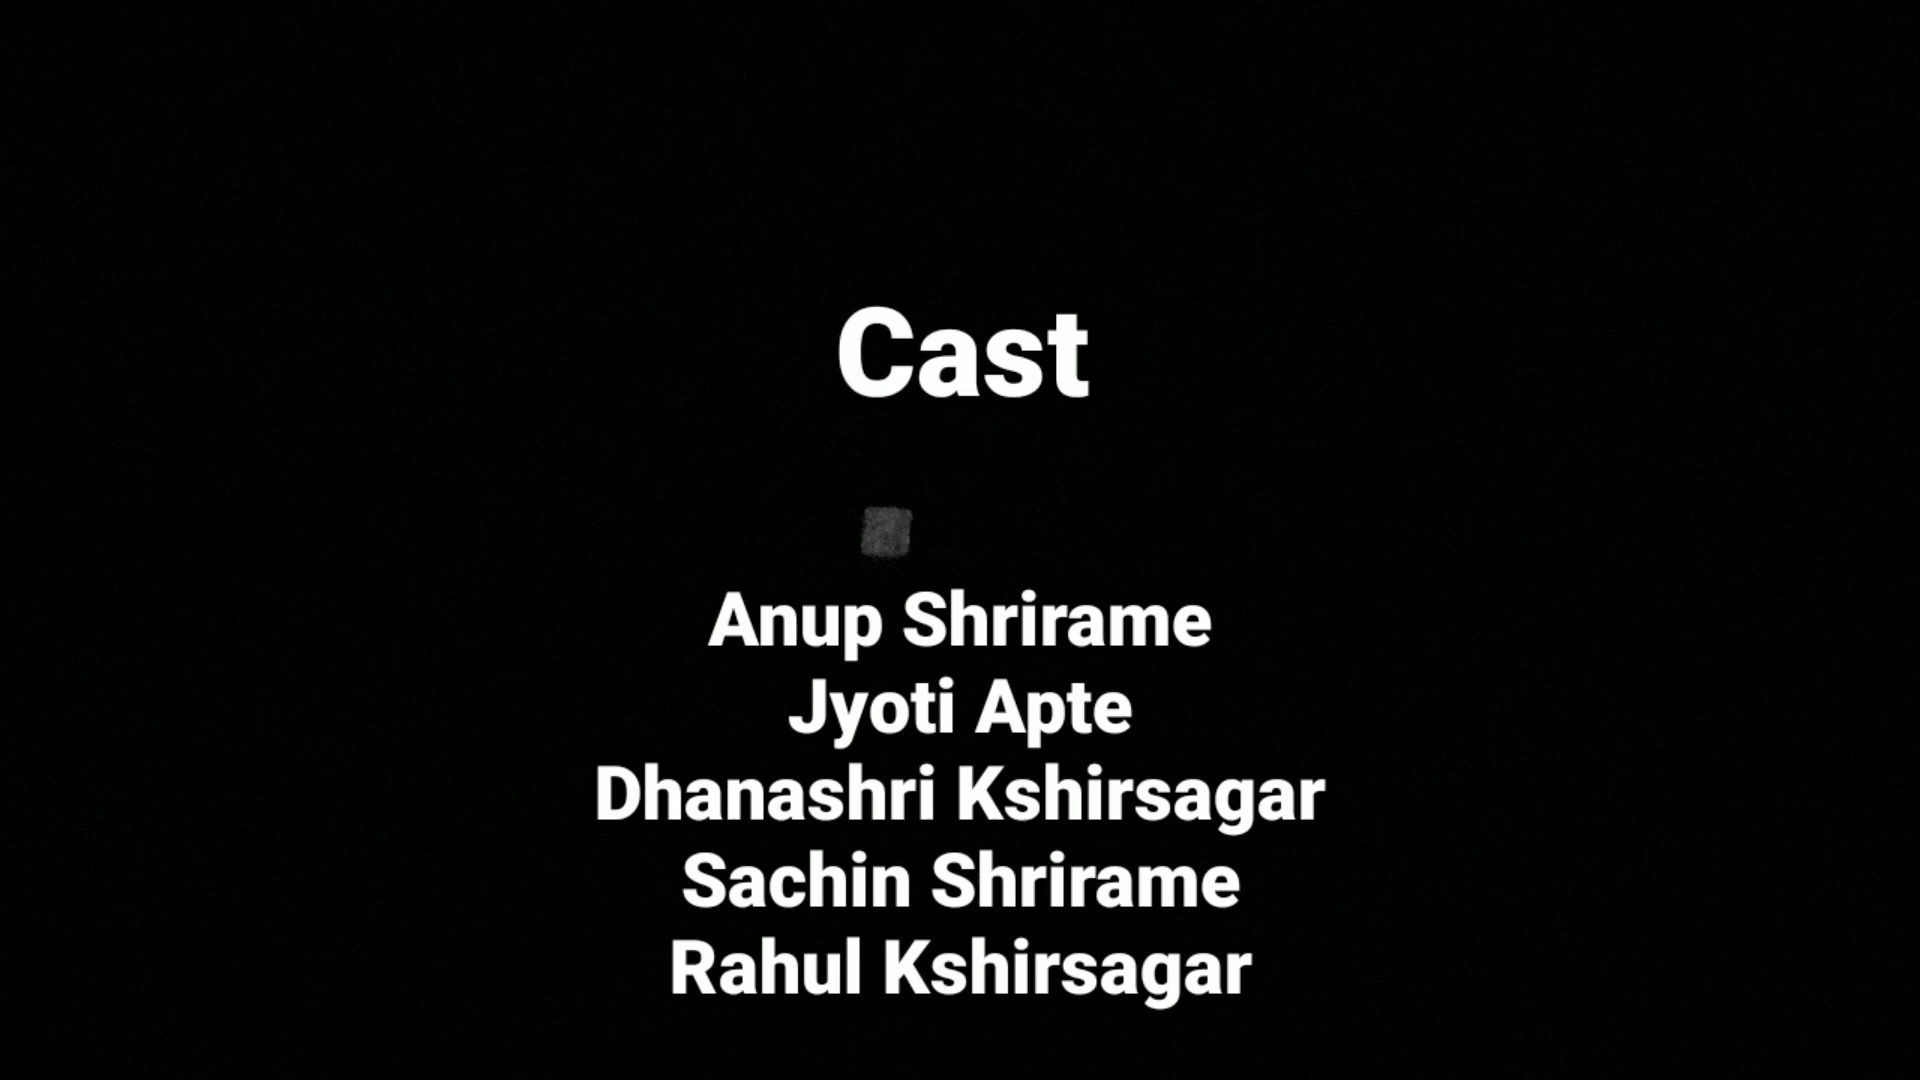 Cast
Anup Shrirame
Jyoti Apte
Dhanashri Kshirsagar
Sachin Shrirame
Rahul Kshirsagar